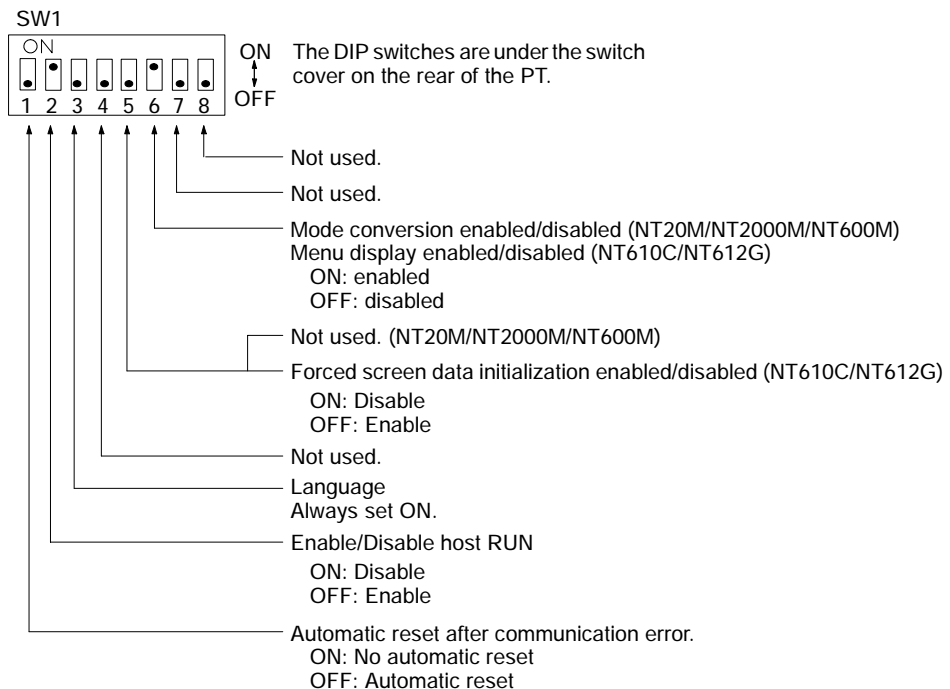 SW1
ON
1 2 3 4 5 6 7 8
ON
OFF
The DIP switches are under the switch
cover on the rear of the PT.
Not used.
Not used.
Mode conversion enabled/disabled (NT20M/NT2000M/NT600M)
Menu display enabled/disabled (NT610C/NT612G)
ON: enabled
OFF: disabled
Not used. (NT20M/NT2000M/NT600M)
Forced screen data initialization enabled/disabled (NT610C/NT612G)
ON: Disable
OFF: Enable
Not used.
Language
Always set ON.
Enable/Disable host RUN
ON: Disable
OFF: Enable
Automatic reset after communication error.
ON: No automatic reset
OFF: Automatic reset